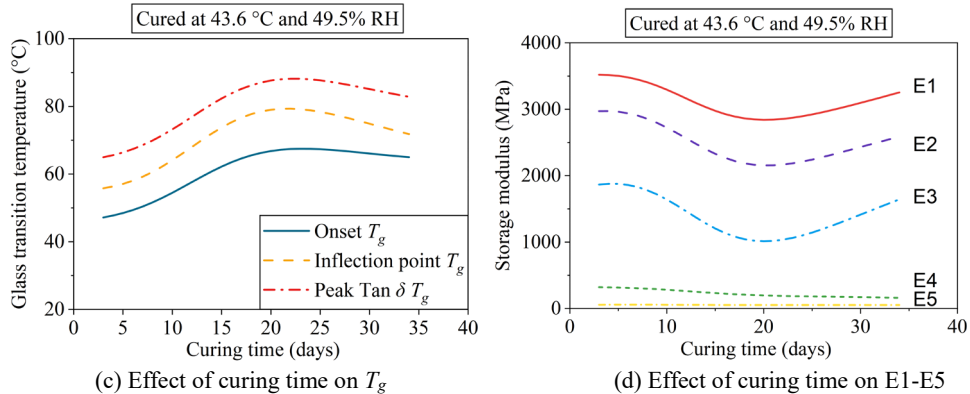 Cured at 43.6 °C and 49.5% RH
Glass transition temperature (°C)
100
80
60
40
20
0 5 10 15 20 25 30 35 40
Onset Tg
Inflection point Tg
Peak Tan δ Tg
Curing time (days)
(c) Effect of curing time on Tg
Cured at 43.6 °C and 49.5% RH
Storage modulus (MPa)
4000
3000
2000
1000
0
0 10 20 30 40
E1
E2
E3
E4
E5
Curing time (days)
(d) Effect of curing time on E1-E5